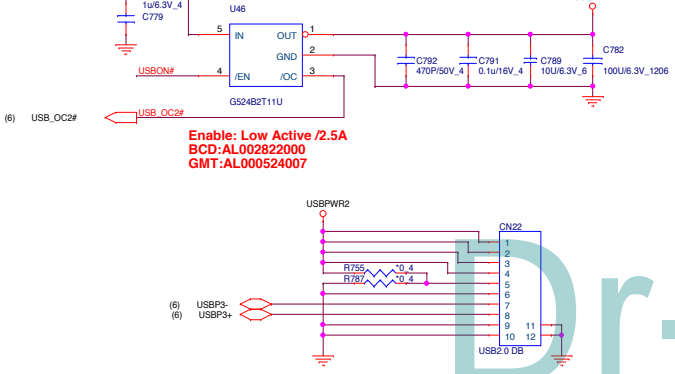 1u/6.3V_4
C779
U46
5 IN OUT 1
GND 2
USBON# 4 /EN /OC 3
G524B2T11U
C792
470P/50V_4
C791
0.1u/16V_4
C789
10U/6.3V_6
C782
100U/6.3V_1206
(6) USB_OC2# USB_OC2#
Enable: Low Active /2.5A
BCD:AL002822000
GMT:AL000524007
USBPWR2
CN22
1
2
3
R755 *0_4 4
R787 *0_4 5
6
(6) USBP3- 7
(6) USBP3+ 8
9 11
10 12
USB2.0 DB
Dr-